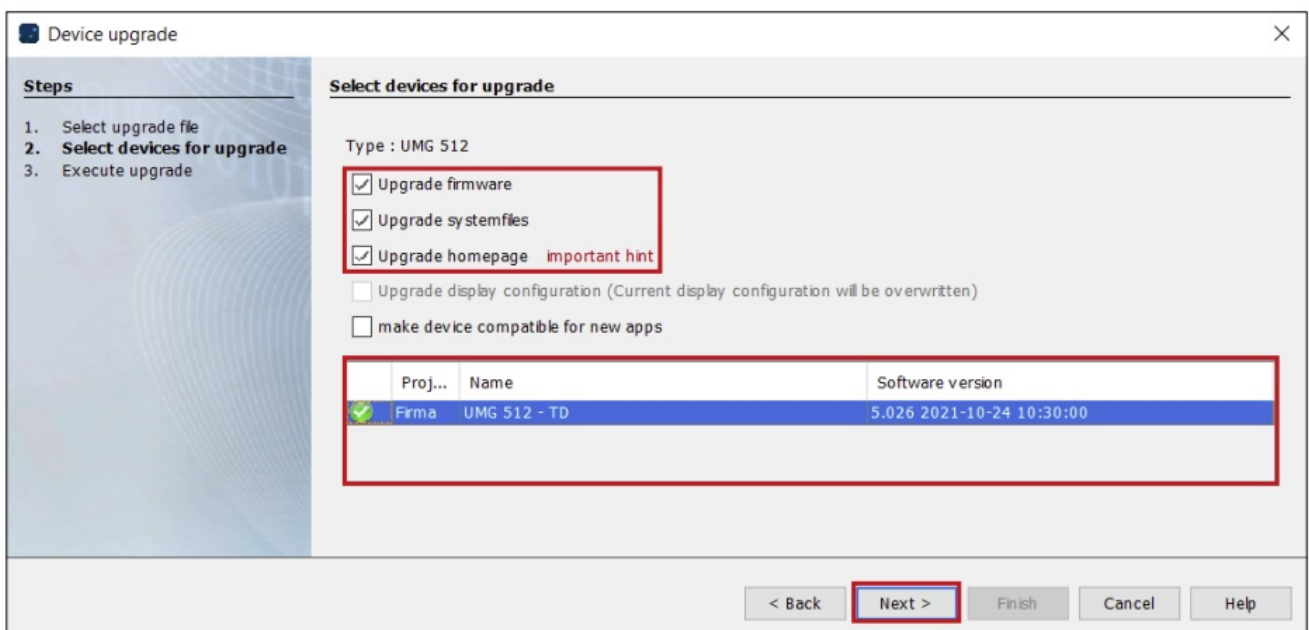 Device upgrade
Steps
1. Select upgrade file
2. Select devices for upgrade
3. Execute upgrade
Select devices for upgrade
Type : UMG 512
Upgrade firmware
Upgrade systemfiles
Upgrade homepage important hint
Upgrade display configuration (Current display configuration will be overwritten)
make device compatible for new apps
Proj... Name Software version
Firma UMG 512 - TD 5.026 2021-10-24 10:30:00
< Back Next > Finish Cancel Help